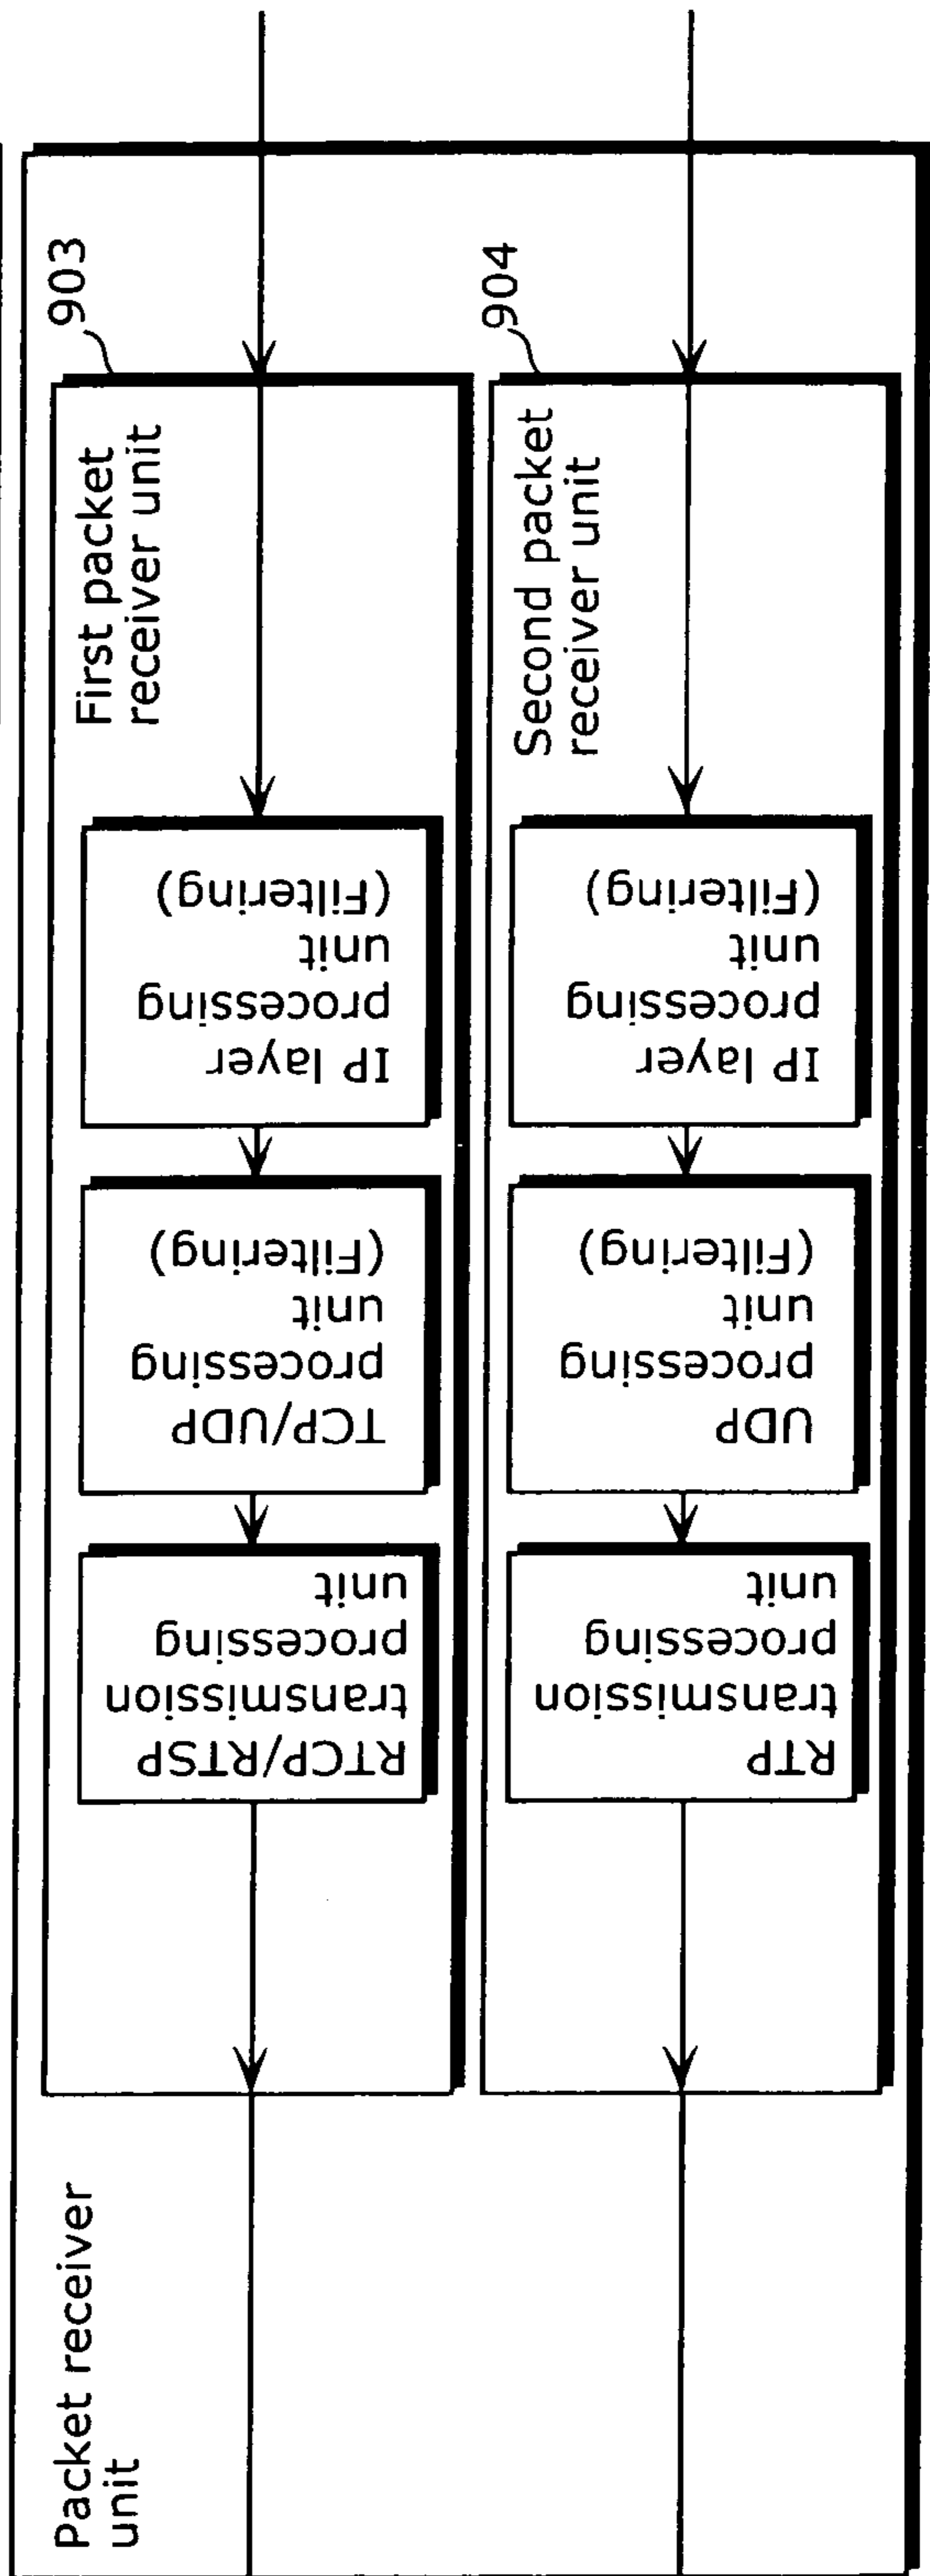 Packet receiver
unit
903
First packet
receiver unit
IP layer
processing
unit
(Filtering)
TCP/UDP
processing
unit
(Filtering)
RTCP/RTSP
transmission
processing
unit
904
Second packet
receiver unit
IP layer
processing
unit
(Filtering)
UDP
processing
unit
(Filtering)
RTP
transmission
processing
unit